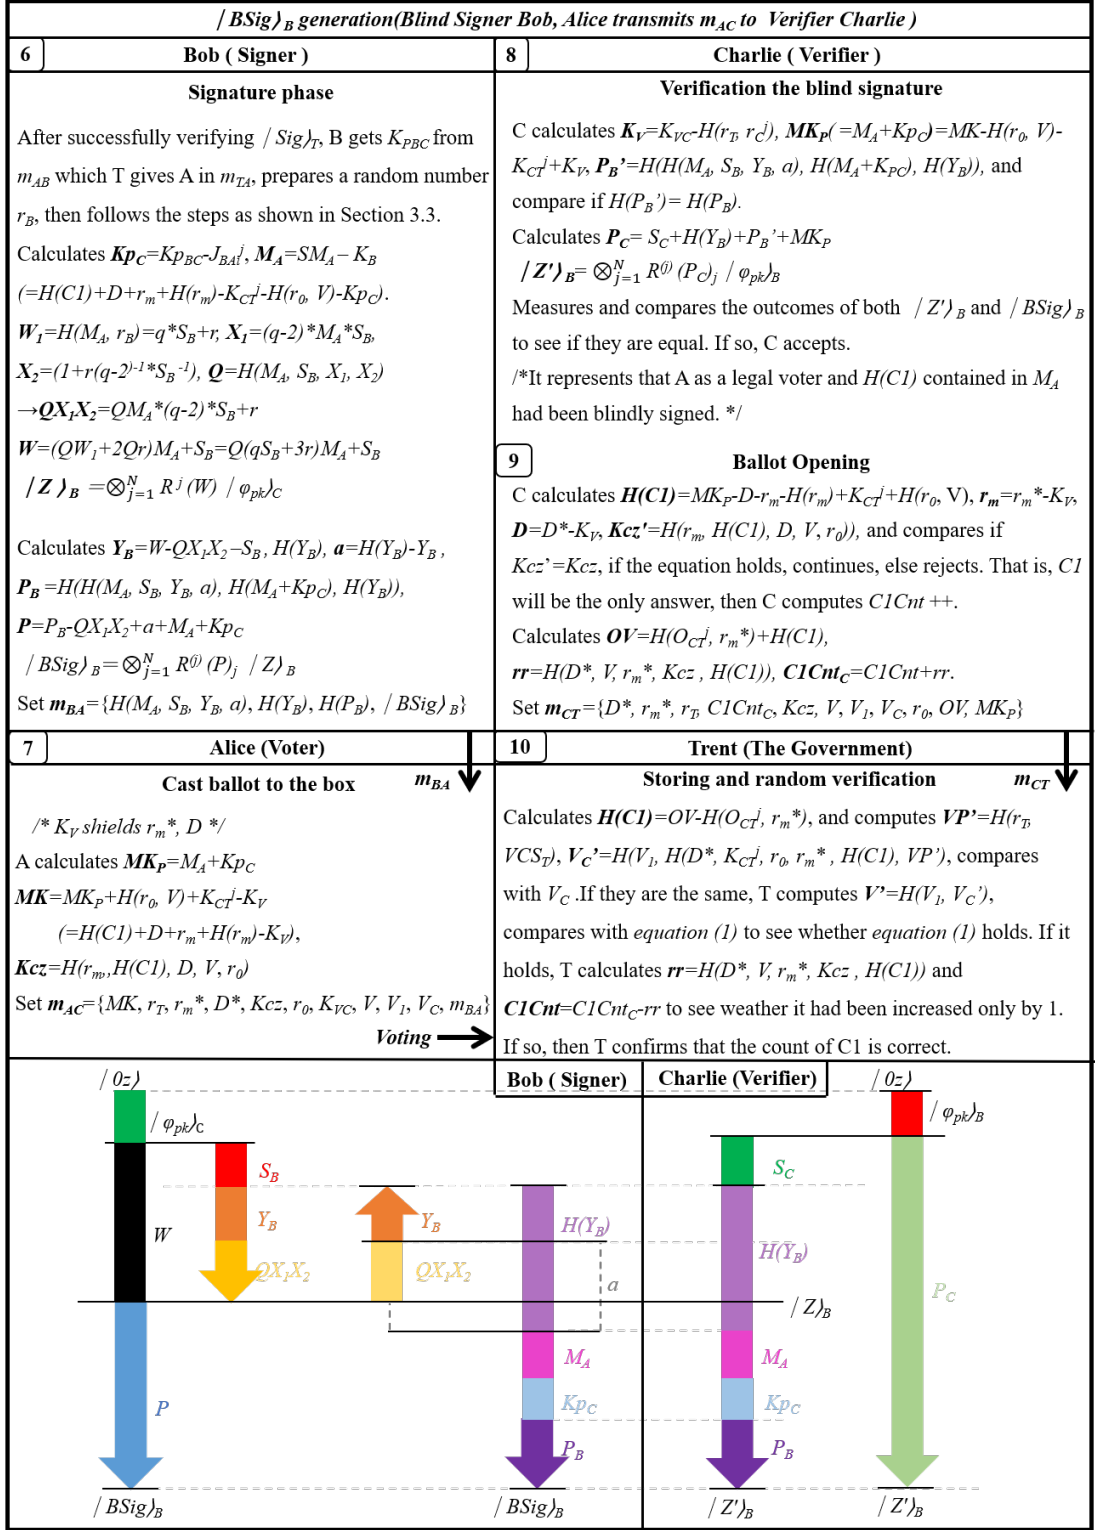 | BSig⟩B generation(Blind Signer Bob, Alice transmits mAC to Verifier Charlie )
6 Bob ( Signer )
Signature phase
After successfully verifying | Sig⟩T, B gets KPBC from
mAB which T gives A in mTA, prepares a random number
rB, then follows the steps as shown in Section 3.3.
Calculates KpC=KpBC-JBAi^j, MA=SMA – KB
(=H(C1)+D+rm+H(rm)-KCT^j-H(r0, V)-KpC).
W1=H(MA, rB)=q*SB+r, X1=(q-2)*MA*SB,
X2=(1+r(q-2)^-1*SB^-1), Q=H(MA, SB, X1, X2)
→QX1X2=QMA*(q-2)*SB+r
W=(QW1+2Qr)MA+SB=Q(qSB+3r)MA+SB
| Z ⟩B =⊗_{j=1}^N R^j (W) | φpk⟩C
Calculates YB=W-QX1X2–SB, H(YB), a=H(YB)-YB ,
PB =H(H(MA, SB, YB, a), H(MA+KpC), H(YB)),
P=PB-QX1X2+a+MA+KpC
| BSig⟩B=⊗_{j=1}^N R^(j) (P)j | Z⟩B
Set mBA={H(MA, SB, YB, a), H(YB), H(PB), | BSig⟩B}
8 Charlie ( Verifier )
Verification the blind signature
C calculates KV=KVC-H(rT, rC^j), MKP( =MA+KpC)=MK-H(r0, V)-
KCT^j+KV, PB’=H(H(MA, SB, YB, a), H(MA+KPC), H(YB)), and
compare if H(PB’)= H(PB).
Calculates PC= SC+H(YB)+PB’+MKP
| Z'⟩B= ⊗_{j=1}^N R^(j) (PC)j | φpk⟩B
Measures and compares the outcomes of both | Z'⟩B and | BSig⟩B
to see if they are equal. If so, C accepts.
/*It represents that A as a legal voter and H(C1) contained in MA
had been blindly signed. */
9 Ballot Opening
C calculates H(C1)=MKP-D-rm-H(rm)+KCT^j+H(r0, V), rm=rm*-KV,
D=D*-KV, Kcz'=H(rm, H(C1), D, V, r0)), and compares if
Kcz’=Kcz, if the equation holds, continues, else rejects. That is, C1
will be the only answer, then C computes C1Cnt ++.
Calculates OV=H(OCT^j, rm*)+H(C1),
rr=H(D*, V, rm*, Kcz , H(C1)), C1CntC=C1Cnt+rr.
Set mCT={D*, rm*, rT, C1CntC, Kcz, V, V1, VC, r0, OV, MKP}
7 Alice (Voter)
Cast ballot to the box mBA
/* KV shields rm*, D */
A calculates MKP=MA+KpC
MK=MKP+H(r0, V)+KCT^j-KV
(=H(C1)+D+rm+H(rm)-KV),
Kcz=H(rm,,H(C1), D, V, r0)
Set mAC={MK, rT, rm*, D*, Kcz, r0, KVC, V, V1, VC, mBA}
Voting
10 Trent (The Government)
Storing and random verification mCT
Calculates H(C1)=OV-H(OCT^j, rm*), and computes VP’=H(rT,
VCST), VC’=H(V1, H(D*, KCT^j, r0, rm* , H(C1), VP’), compares
with VC .If they are the same, T computes V’=H(V1, VC’),
compares with equation (1) to see whether equation (1) holds. If it
holds, T calculates rr=H(D*, V, rm*, Kcz , H(C1)) and
C1Cnt=C1CntC-rr to see weather it had been increased only by 1.
If so, then T confirms that the count of C1 is correct.
Bob ( Signer) Charlie (Verifier)
| 0z⟩ | 0z⟩
| φpk⟩C | φpk⟩B
SB SC
W YB YB H(YB) H(YB)
QX1X2 QX1X2 a PC
| Z⟩B
MA MA
P KpC KpC
PB PB
| BSig⟩B | BSig⟩B | Z'⟩B | Z'⟩B